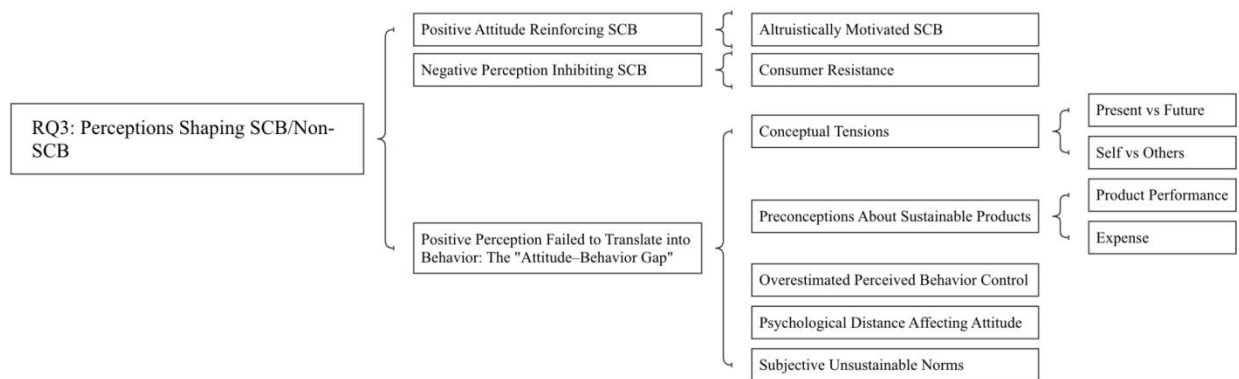 Positive Attitude Reinforcing SCB
Altruistically Motivated SCB
Negative Perception Inhibiting SCB
Consumer Resistance
RQ3: Perceptions Shaping SCB/Non-
SCB
Positive Perception Failed to Translate into
Behavior: The "Attitude–Behavior Gap"
Conceptual Tensions
Present vs Future
Self vs Others
Preconceptions About Sustainable Products
Product Performance
Expense
Overestimated Perceived Behavior Control
Psychological Distance Affecting Attitude
Subjective Unsustainable Norms